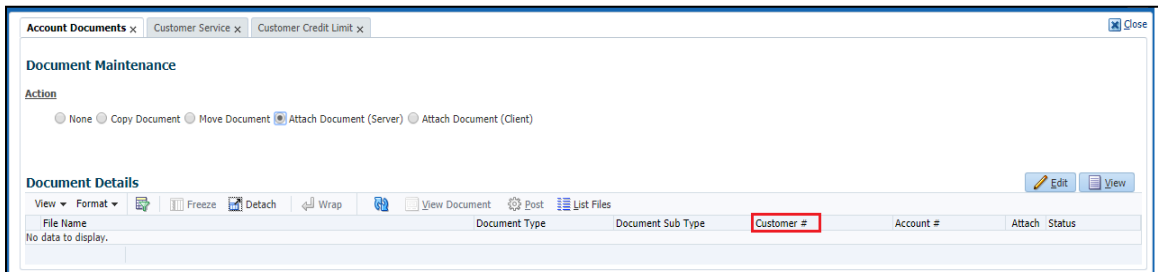 Account Documents x Customer Service x Customer Credit Limit x Close
Document Maintenance
Action
None Copy Document Move Document Attach Document (Server) Attach Document (Client)
Document Details Edit View
View Format Freeze Detach Wrap View Document Post List Files
File Name Document Type Document Sub Type Customer # Account # Attach Status
No data to display.